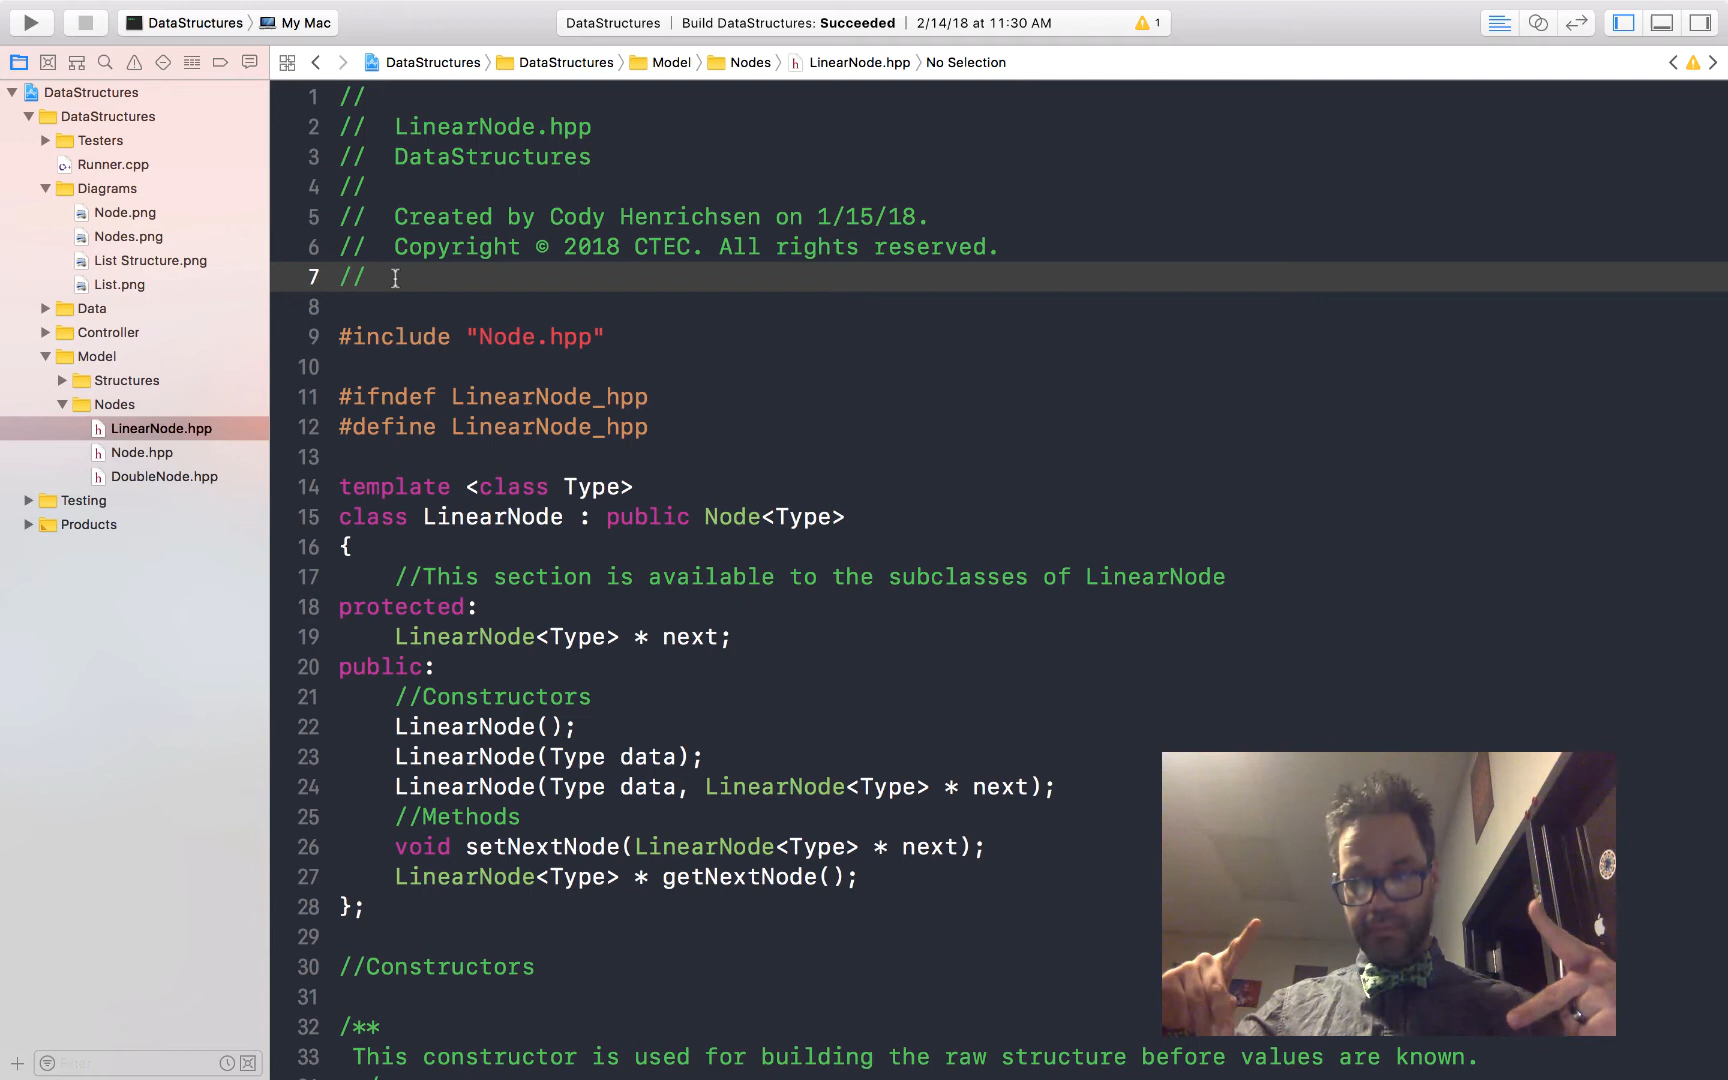 DataStructures
My Mac
DataStructures | Build DataStructures: Succeeded | 2/14/18 at 11:30 AM
1
DataStructures
DataStructures
Model
Nodes
LinearNode.hpp
No Selection
DataStructures
DataStructures
Testers
Runner.cpp
Diagrams
Node.png
Nodes.png
List Structure.png
List.png
Data
Controller
Model
Structures
Nodes
LinearNode.hpp
Node.hpp
DoubleNode.hpp
Testing
Products
Filter
1 //
2 // LinearNode.hpp
3 // DataStructures
4 //
5 // Created by Cody Henrichsen on 1/15/18.
6 // Copyright © 2018 CTEC. All rights reserved.
7 //
8
9 #include "Node.hpp"
10
11 #ifndef LinearNode_hpp
12 #define LinearNode_hpp
13
14 template <class Type>
15 class LinearNode : public Node<Type>
16 {
17 //This section is available to the subclasses of LinearNode
18 protected:
19 LinearNode<Type> * next;
20 public:
21 //Constructors
22 LinearNode();
23 LinearNode(Type data);
24 LinearNode(Type data, LinearNode<Type> * next);
25 //Methods
26 void setNextNode(LinearNode<Type> * next);
27 LinearNode<Type> * getNextNode();
28 };
29
30 //Constructors
31
32 /**
33 This constructor is used for building the raw structure before values are known.